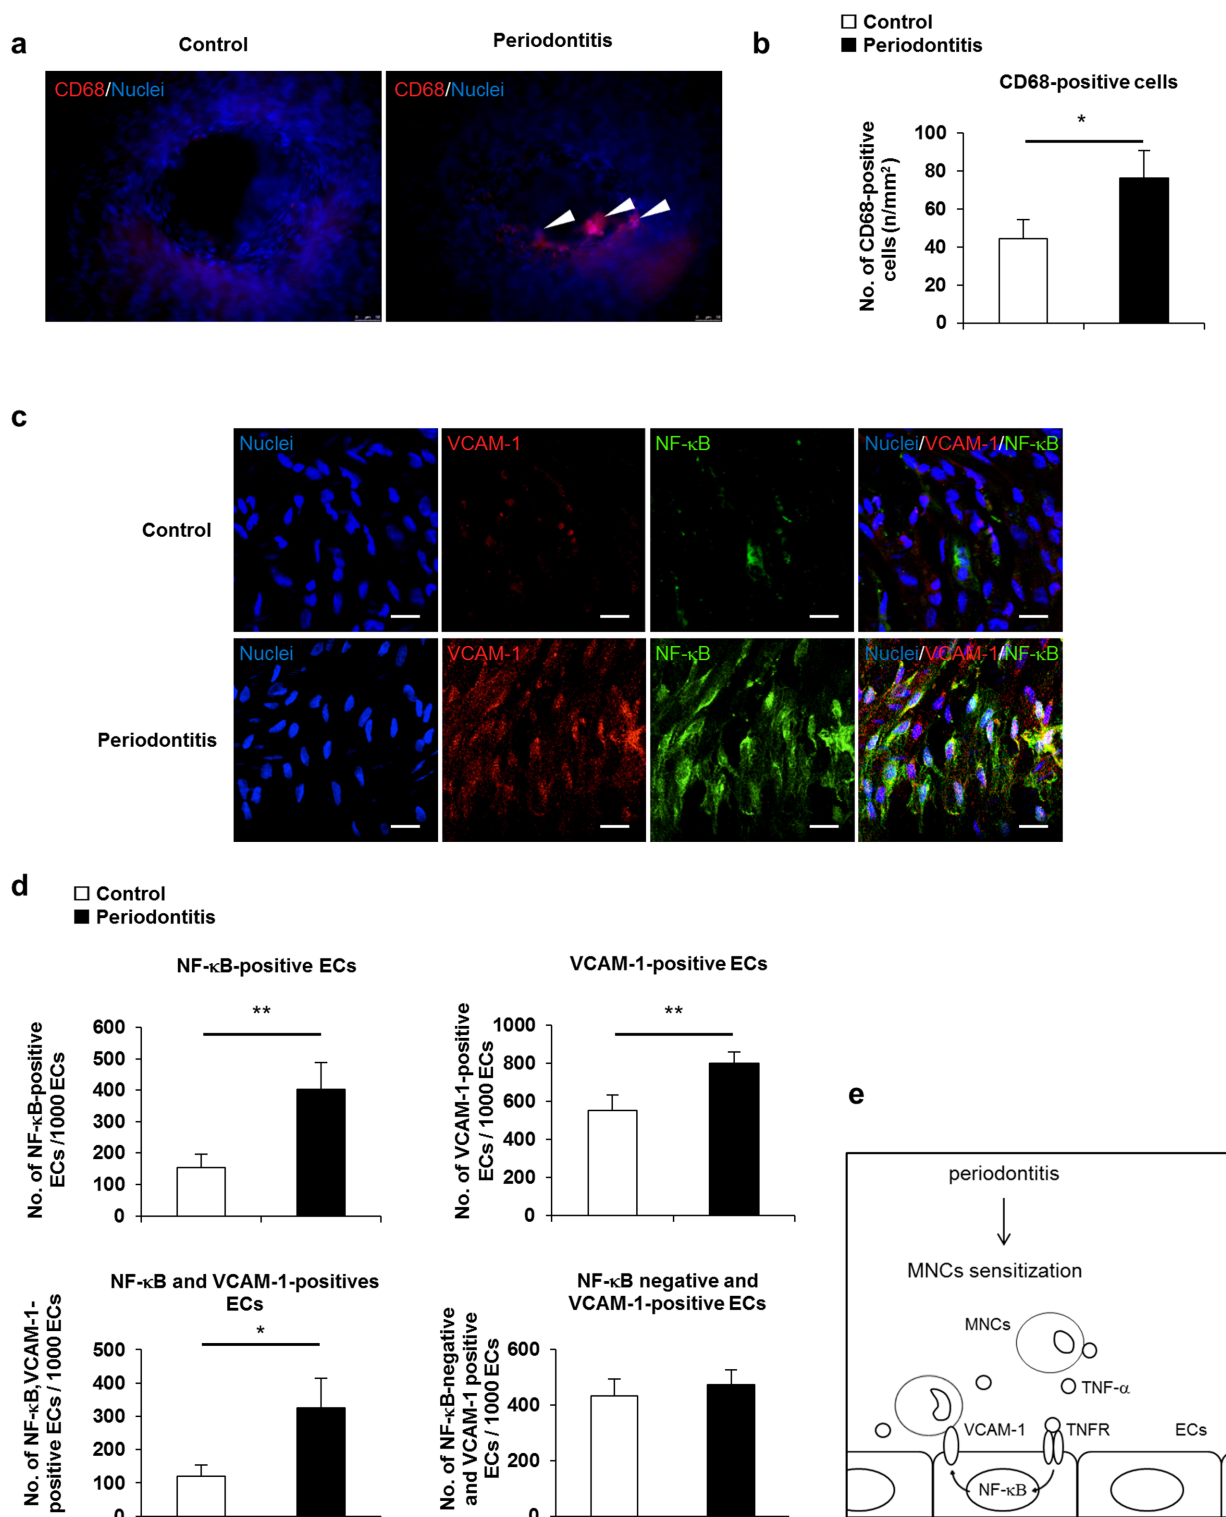 a
Control
Periodontitis
CD68/Nuclei
CD68/Nuclei
b
Control
Periodontitis
CD68-positive cells
*
No. of CD68-positive
cells (n/mm²)
100
80
60
40
20
0
c
Control
Nuclei
VCAM-1
NF-κB
Nuclei/VCAM-1/NF-κB
Periodontitis
Nuclei
VCAM-1
NF-κB
Nuclei/VCAM-1/NF-κB
d
Control
Periodontitis
NF-κB-positive ECs
**
No. of NF-κB-positive
ECs /1000 ECs
600
500
400
300
200
100
0
VCAM-1-positive ECs
**
No. of VCAM-1-positive
ECs / 1000 ECs
1000
800
600
400
200
0
NF-κB and VCAM-1-positives
ECs
*
No. of NF-κB,VCAM-1-
positive ECs / 1000 ECs
500
400
300
200
100
0
NF-κB negative and
VCAM-1-positive ECs
No. of NF-κB-negative
and VCAM-1 positive
ECs / 1000 ECs
600
400
200
0
e
periodontitis
MNCs sensitization
MNCs
TNF-α
VCAM-1
TNFR
ECs
NF-κB